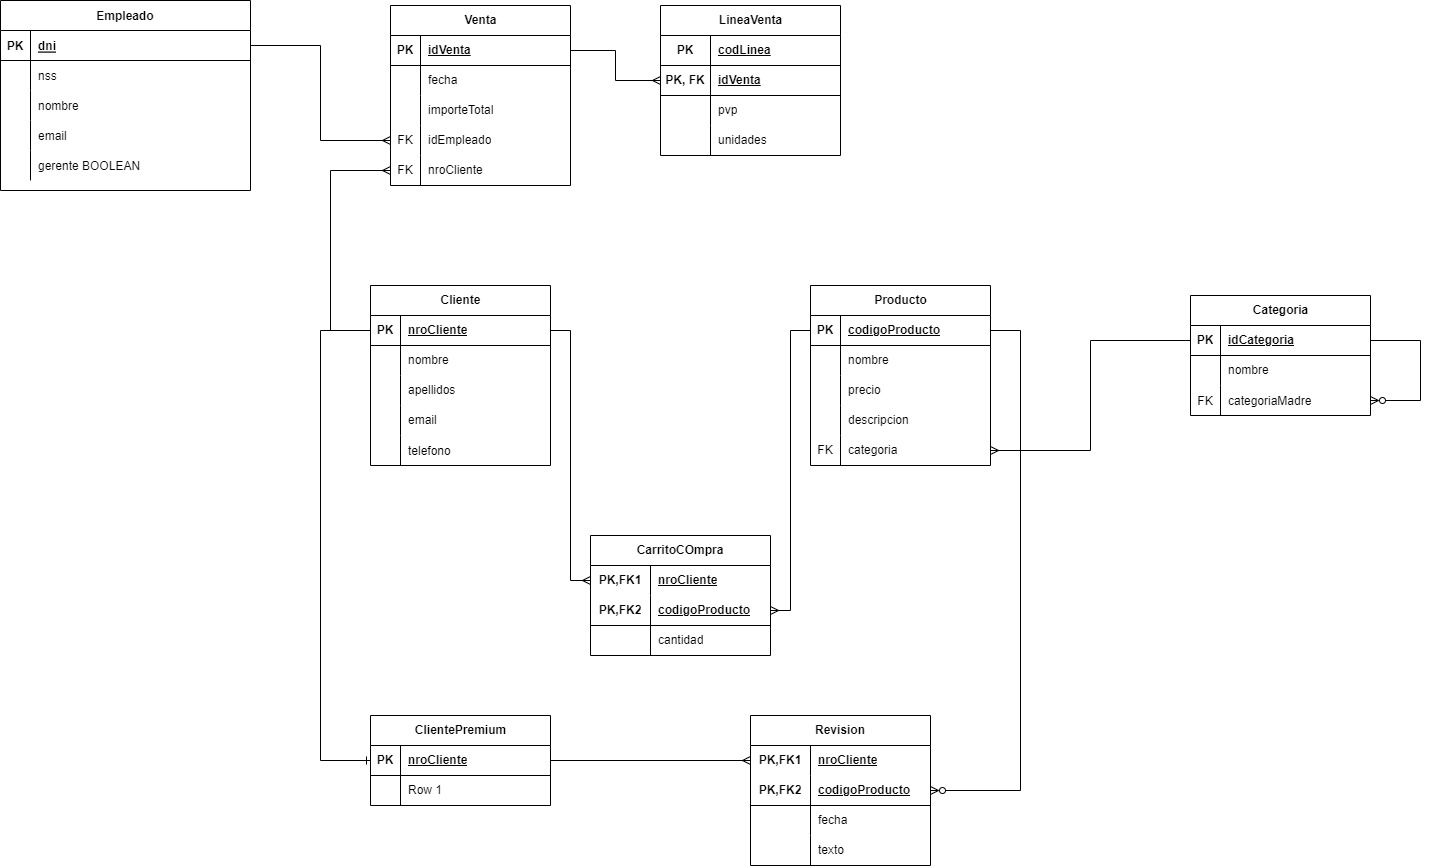 Empleado
PK dni
nss
nombre
email
gerente BOOLEAN
Venta
PK idVenta
fecha
importeTotal
FK idEmpleado
FK nroCliente
LineaVenta
PK codLinea
PK, FK idVenta
pvp
unidades
Cliente
PK nroCliente
nombre
apellidos
email
telefono
Producto
PK codigoProducto
nombre
precio
descripcion
FK categoria
Categoria
PK idCategoria
nombre
FK categoriaMadre
CarritoCOmpra
PK,FK1 nroCliente
PK,FK2 codigoProducto
cantidad
ClientePremium
PK nroCliente
Row 1
Revision
PK,FK1 nroCliente
PK,FK2 codigoProducto
fecha
texto